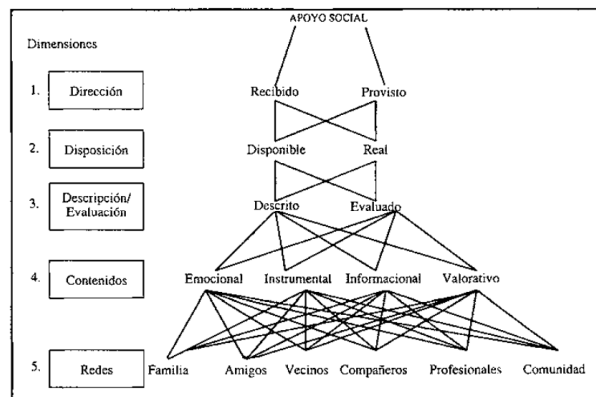 APOYO SOCIAL
Dimensiones
1. Dirección Recibido Provisto
2. Disposición Disponible Real
3. Descripción/
Evaluación Descrito Evaluado
4. Contenidos Emocional Instrumental Informacional Valorativo
5. Redes Familia Amigos Vecinos Compañeros Profesionales Comunidad